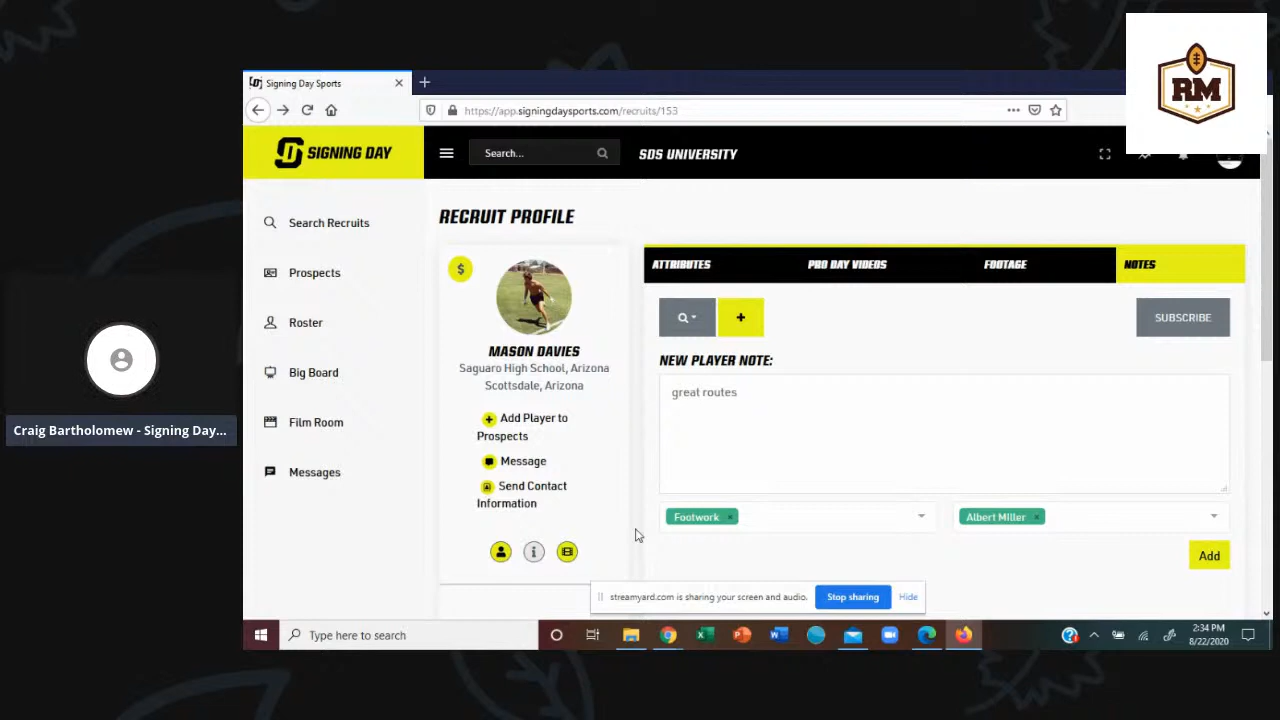 RM
Signing Day Sports
https://app.signingdaysports.com/recruits/153
SIGNING DAY
Search...
SDS UNIVERSITY
Search Recruits
Prospects
Roster
Big Board
Film Room
Messages
RECRUIT PROFILE
$
MASON DAVIES
Saguaro High School, Arizona
Scottsdale, Arizona
Add Player to
Prospects
Message
Send Contact
Information
ATTRIBUTES
PRO DAY VIDEOS
FOOTAGE
NOTES
SUBSCRIBE
NEW PLAYER NOTE:
great routes
Footwork ×
Albert Miller ×
Add
Craig Bartholomew - Signing Day...
streamyard.com is sharing your screen and audio.
Stop sharing
Hide
Type here to search
2:34 PM
8/22/2020